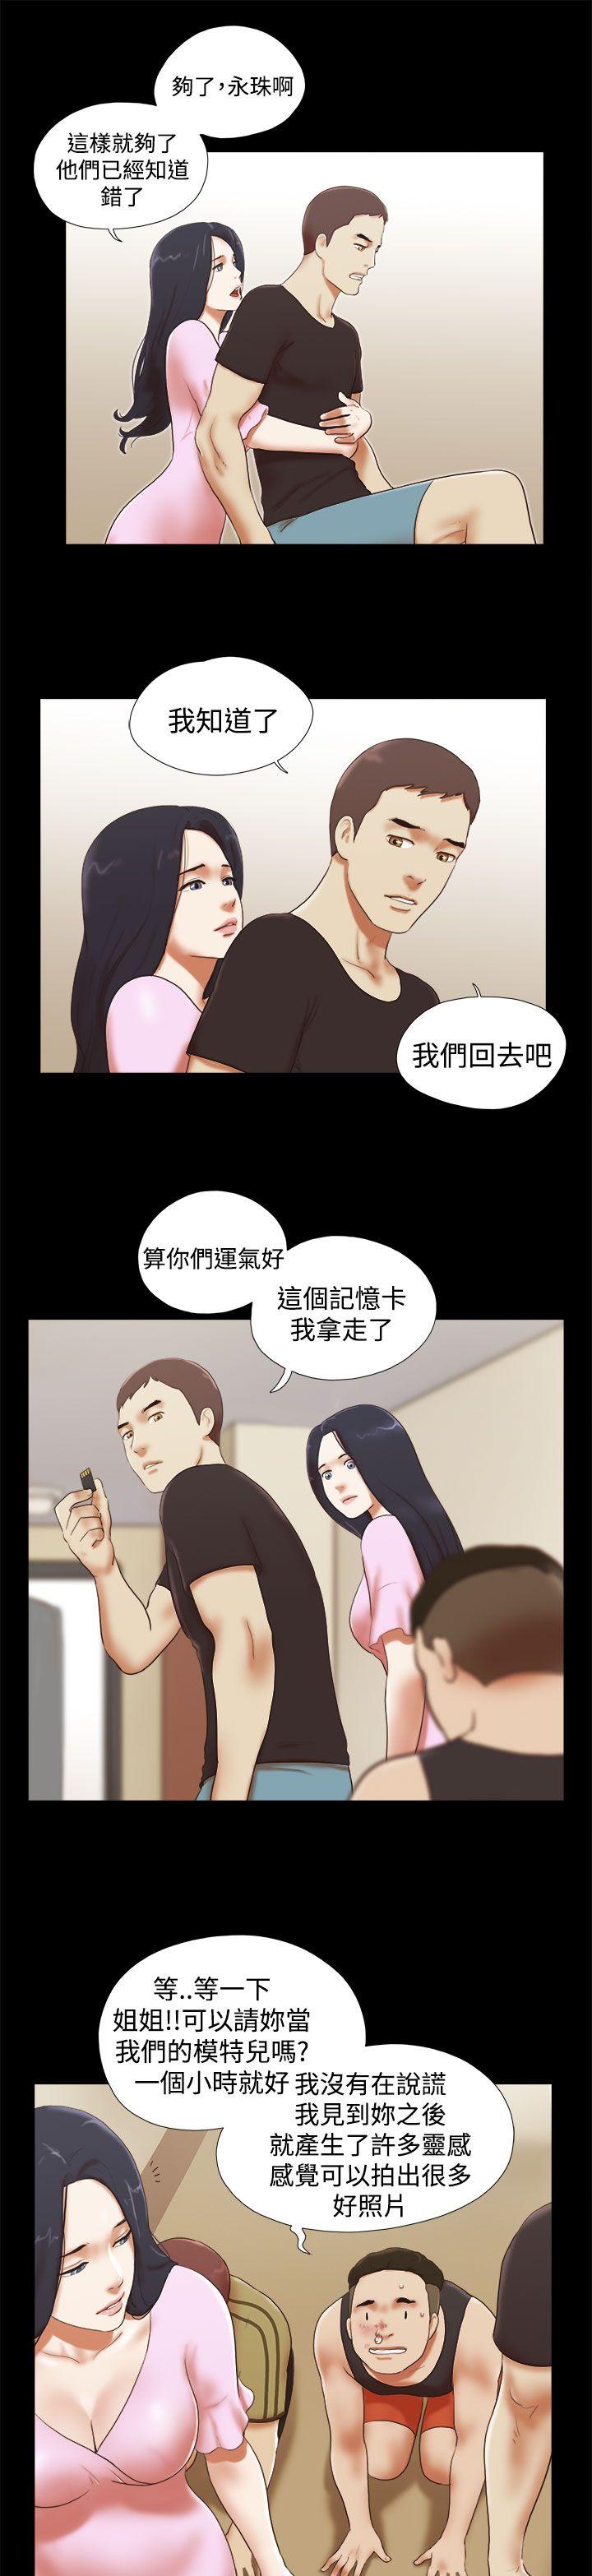 夠了，永珠啊
這樣就夠了
他們已經知道
錯了
我知道了
我們回去吧
算你們運氣好
這個記憶卡
我拿走了
等..等一下
姐姐!!可以請妳當
我們的模特兒嗎?
一個小時就好
我沒有在說謊
我見到妳之後
就產生了許多靈感
感覺可以拍出很多
好照片